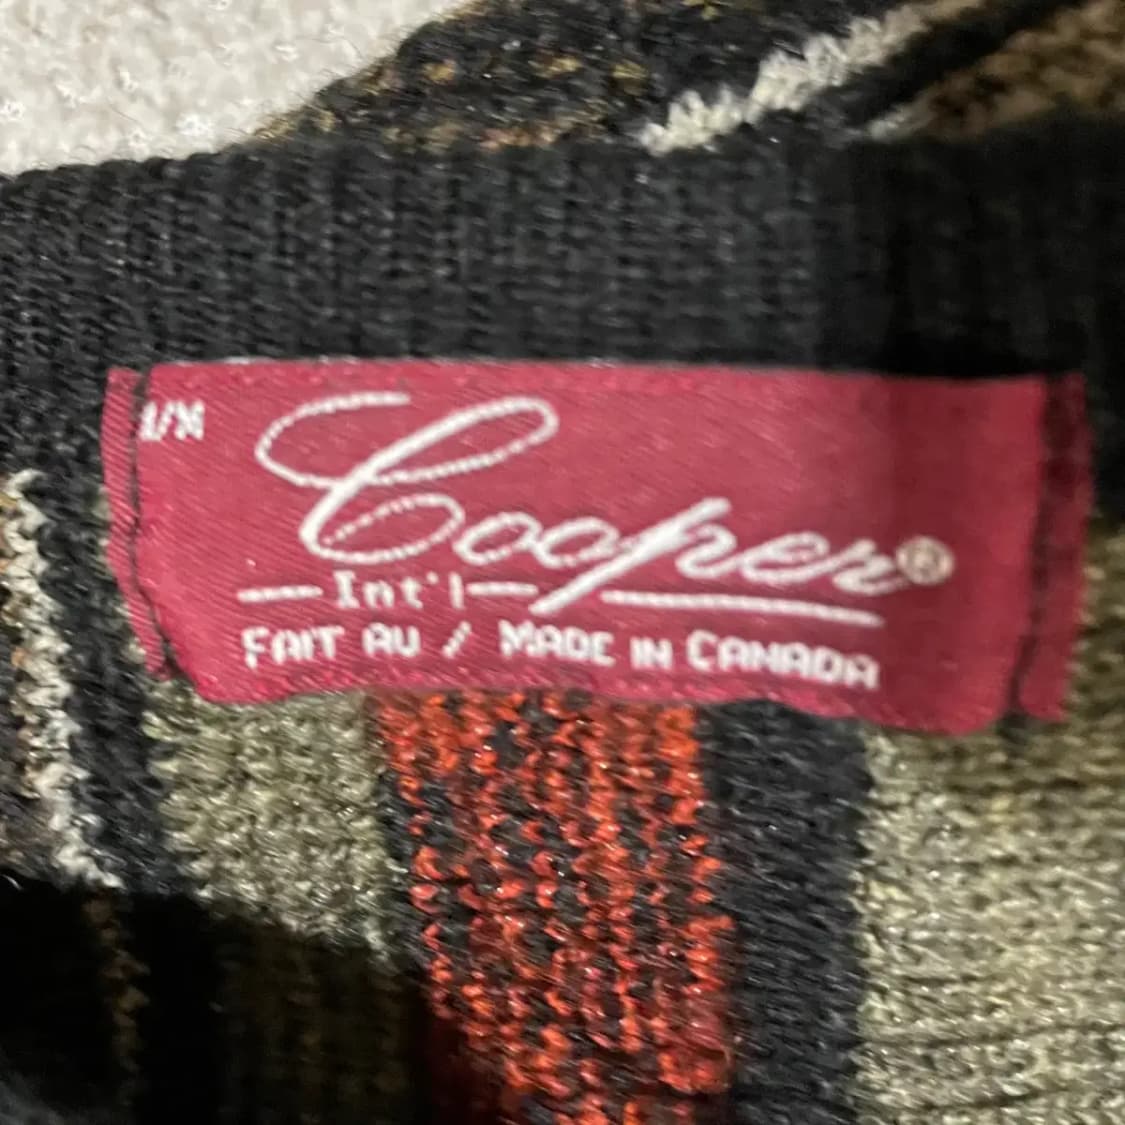 Cooper®
Int'l
FAIT AU / MADE IN CANADA